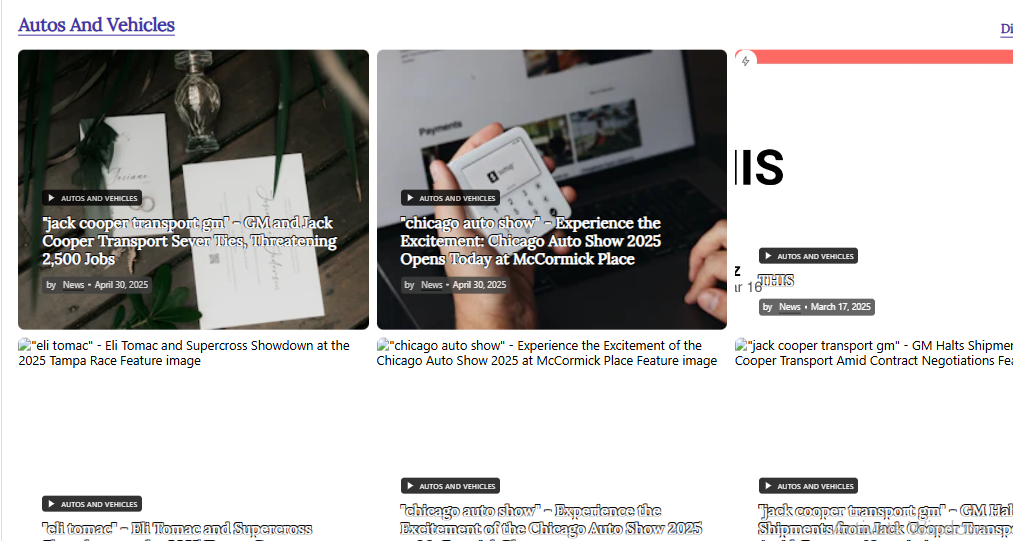 Autos And Vehicles
Di
Payments
AUTOS AND VEHICLES
"jack cooper transport gm" - GM and Jack
Cooper Transport Sever Ties, Threatening
2,500 Jobs
by News • April 30, 2025
AUTOS AND VEHICLES
"chicago auto show" - Experience the
Excitement: Chicago Auto Show 2025
Opens Today at McCormick Place
by News • April 30, 2025
IIS
AUTOS AND VEHICLES
z
ar 16
THIS
by News • March 17, 2025
"eli tomac" - Eli Tomac and Supercross Showdown at the
2025 Tampa Race Feature image
"chicago auto show" - Experience the Excitement of the
Chicago Auto Show 2025 at McCormick Place Feature image
"jack cooper transport gm" - GM Halts Shipmen
Cooper Transport Amid Contract Negotiations Fea
AUTOS AND VEHICLES
"eli tomac" - Eli Tomac and Supercross
AUTOS AND VEHICLES
"chicago auto show" - Experience the
Excitement of the Chicago Auto Show 2025
AUTOS AND VEHICLES
"jack cooper transport gm" - GM Hal
Shipments from Jack Cooper Transpo